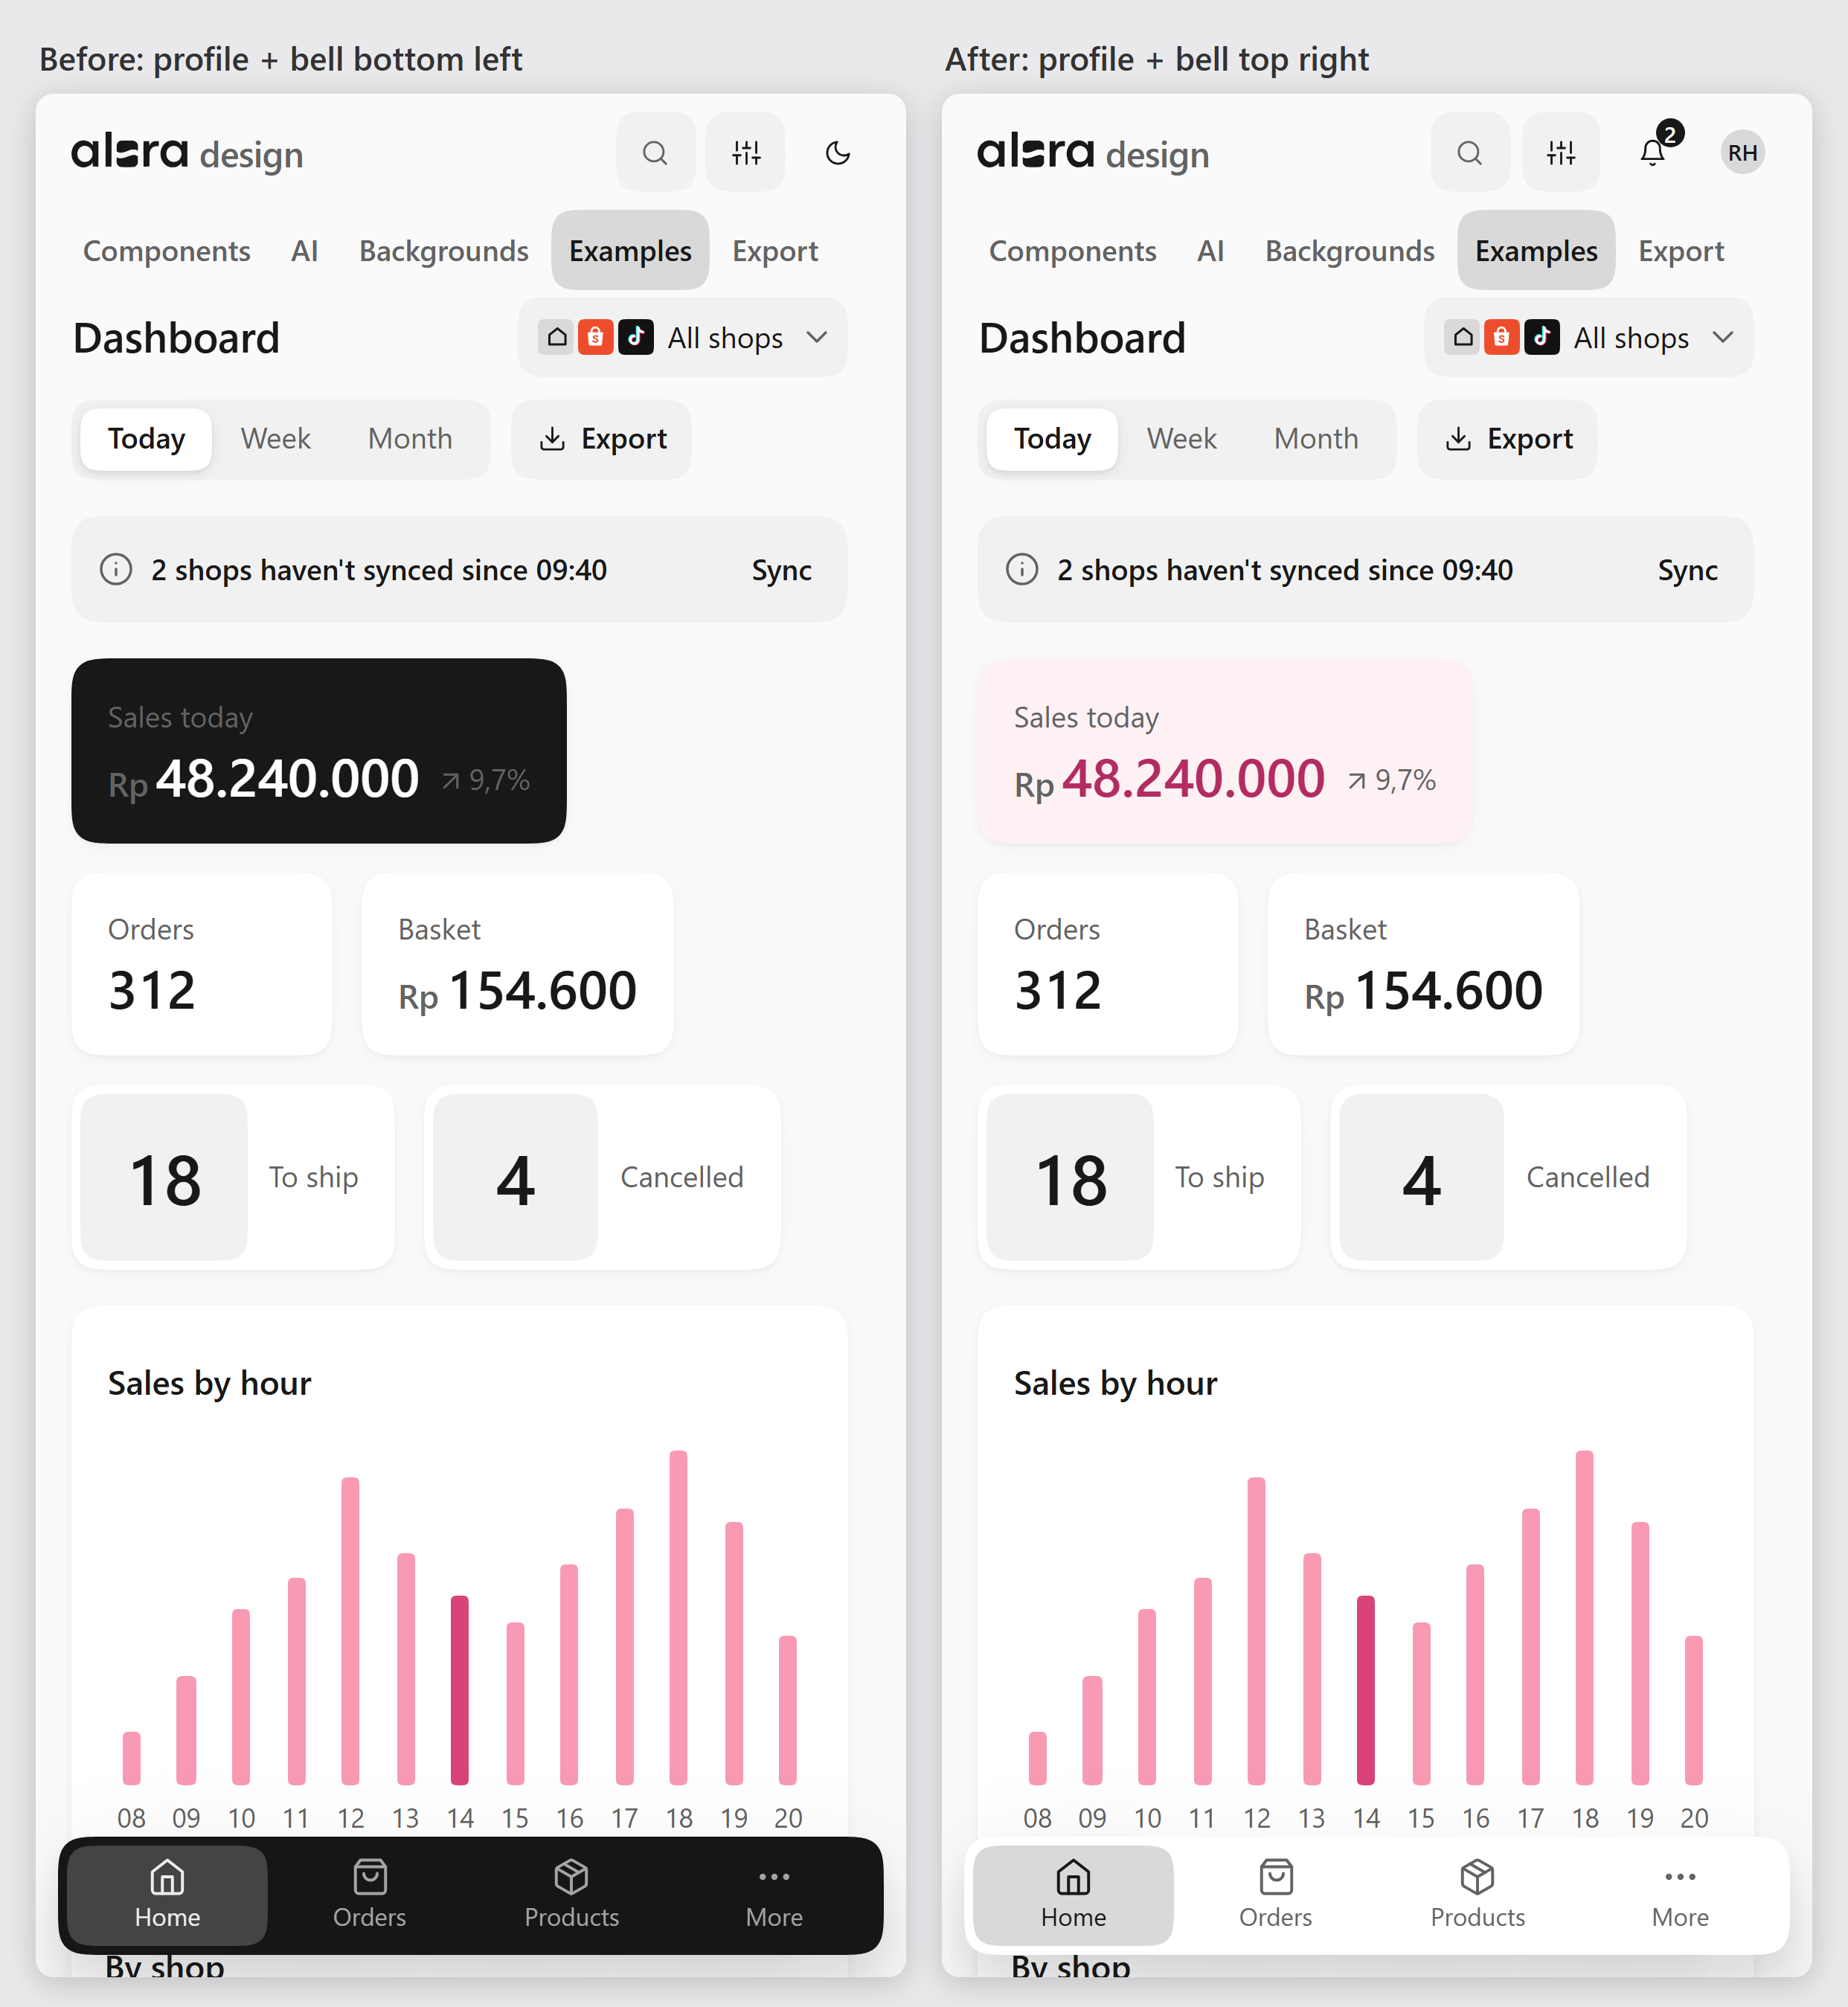 Before: profile + bell bottom left
alsra design
Components AI Backgrounds Examples Export
Dashboard
All shops
Today Week Month Export
2 shops haven't synced since 09:40 Sync
Sales today
Rp 48.240.000 9,7%
Orders
312
Basket
Rp 154.600
18 To ship
4 Cancelled
Sales by hour
08 09 10 11 12 13 14 15 16 17 18 19 20
Home Orders Products More
By shop
After: profile + bell top right
alsra design
2
RH
Components AI Backgrounds Examples Export
Dashboard
All shops
Today Week Month Export
2 shops haven't synced since 09:40 Sync
Sales today
Rp 48.240.000 9,7%
Orders
312
Basket
Rp 154.600
18 To ship
4 Cancelled
Sales by hour
08 09 10 11 12 13 14 15 16 17 18 19 20
Home Orders Products More
By shop